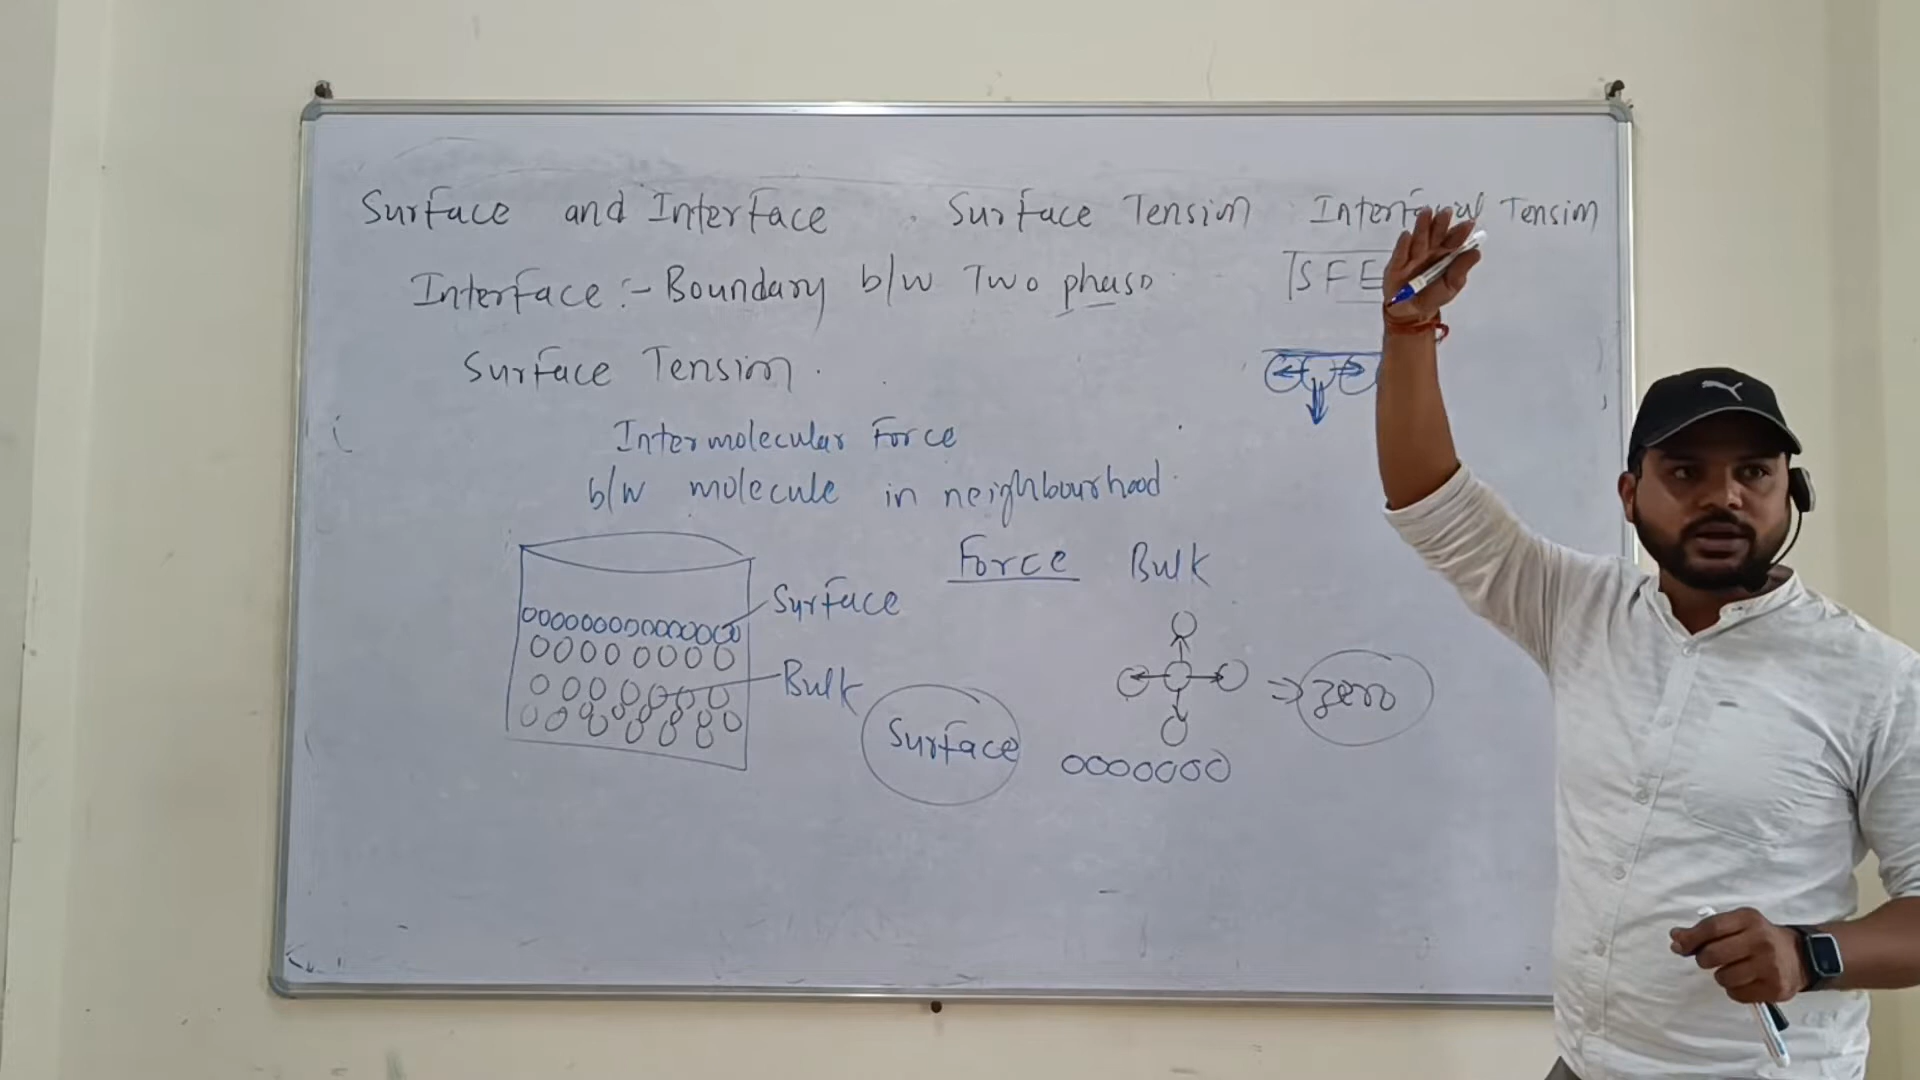 Surface and Interface . Surface Tension Interfacial Tension
Interface :- Boundary b/w Two phase
SFE
Surface Tension .
Intermolecular Force
b/w molecule in neighbourhood.
Force Bulk
Surface
Bulk
Surface
⇒ zero